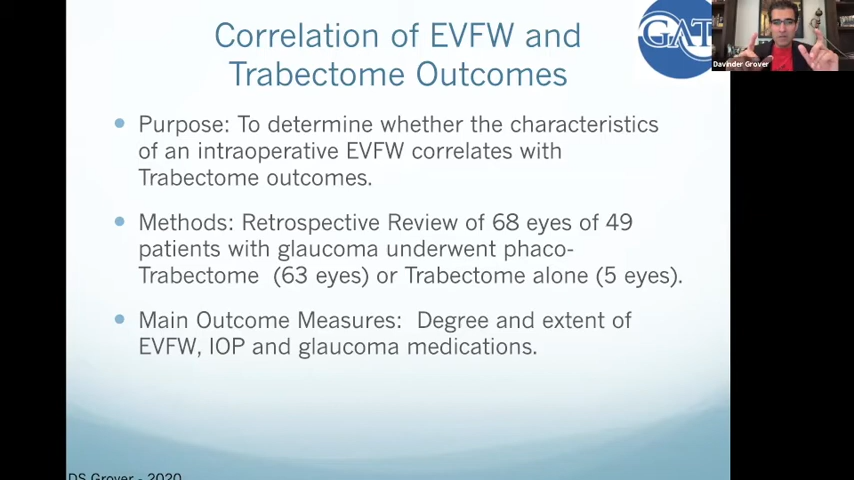 Correlation of EVFW and
Trabectome Outcomes
GAT
Davinder Grover
• Purpose: To determine whether the characteristics
of an intraoperative EVFW correlates with
Trabectome outcomes.
• Methods: Retrospective Review of 68 eyes of 49
patients with glaucoma underwent phaco-
Trabectome (63 eyes) or Trabectome alone (5 eyes).
• Main Outcome Measures: Degree and extent of
EVFW, IOP and glaucoma medications.
DS Grover - 2020